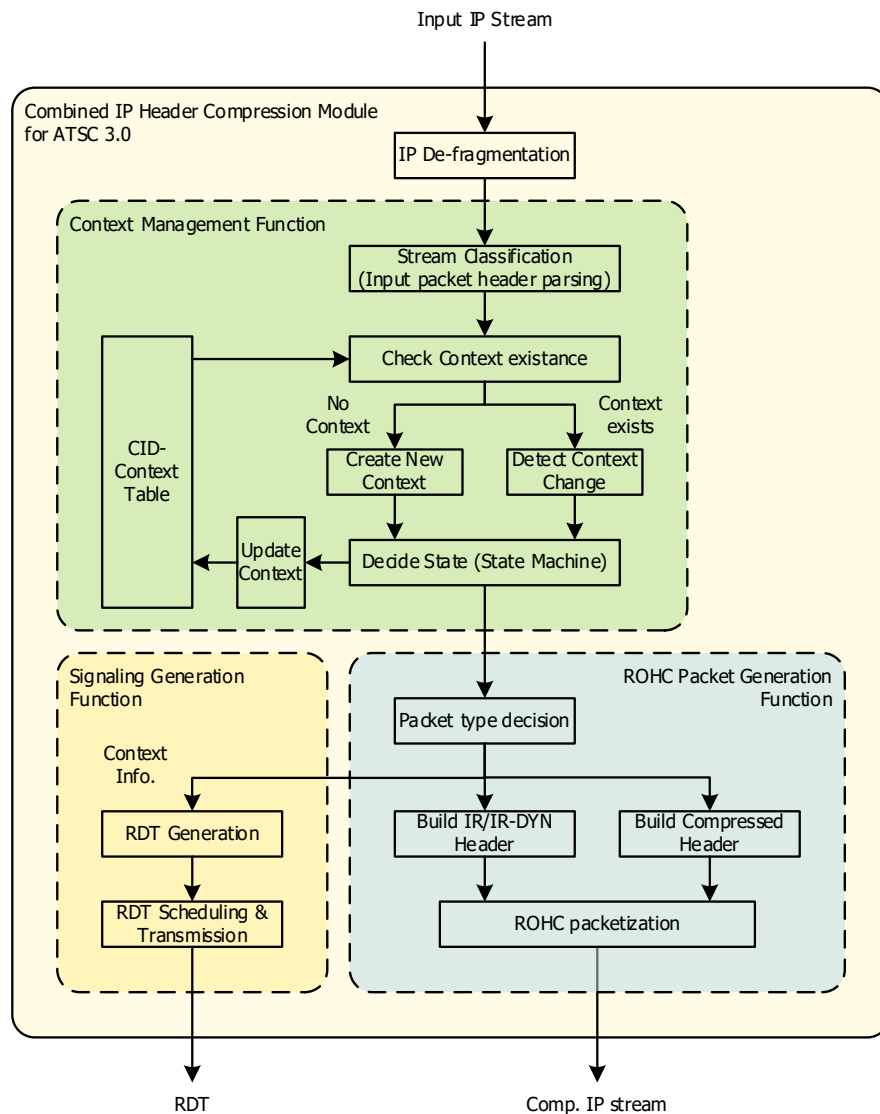 Input IP Stream
Combined IP Header Compression Module
for ATSC 3.0
IP De-fragmentation
Context Management Function
Stream Classification
(Input packet header parsing)
Check Context existance
No
Context
Context
exists
CID-
Context
Table
Create New
Context
Detect Context
Change
Update
Context
Decide State (State Machine)
Signaling Generation
Function
ROHC Packet Generation
Function
Packet type decision
Context
Info.
RDT Generation
Build IR/IR-DYN
Header
Build Compressed
Header
RDT Scheduling &
Transmission
ROHC packetization
RDT
Comp. IP stream